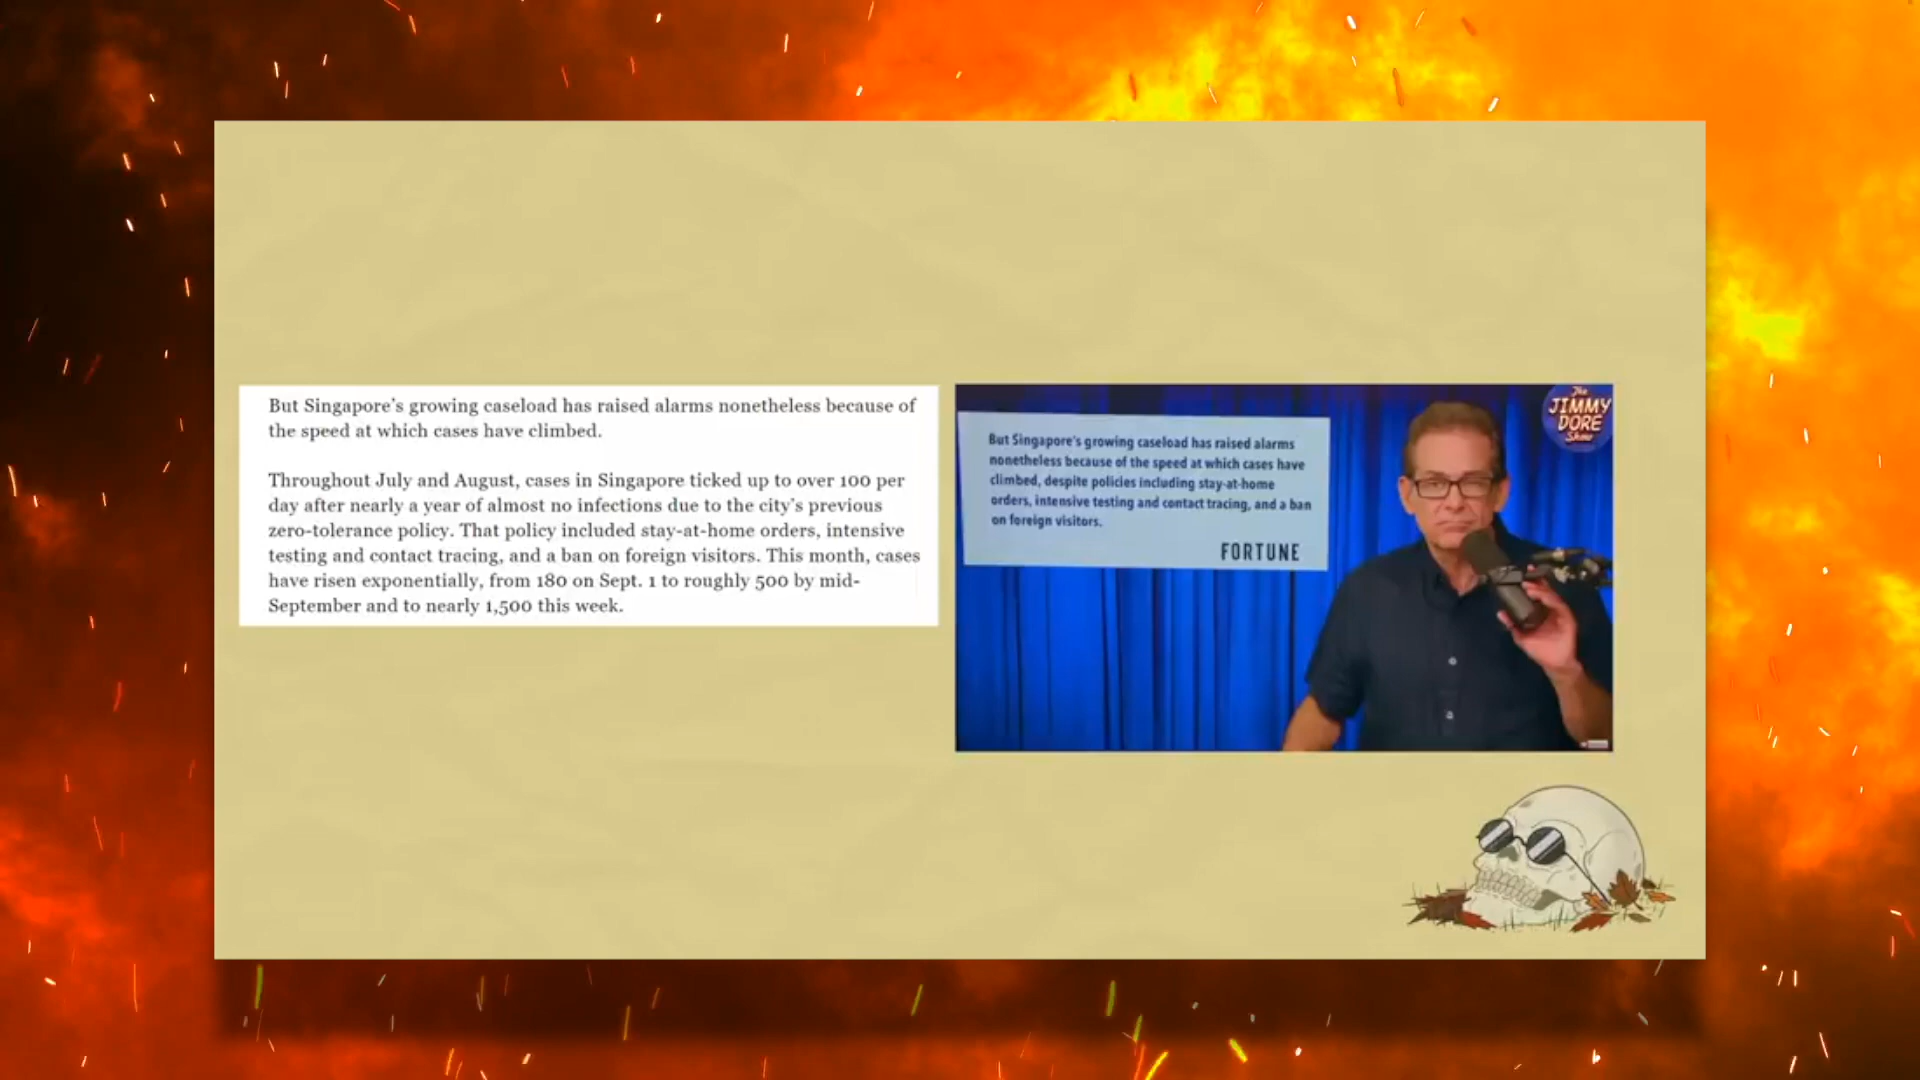 But Singapore's growing caseload has raised alarms nonetheless because of
the speed at which cases have climbed.
Throughout July and August, cases in Singapore ticked up to over 100 per
day after nearly a year of almost no infections due to the city's previous
zero-tolerance policy. That policy included stay-at-home orders, intensive
testing and contact tracing, and a ban on foreign visitors. This month, cases
have risen exponentially, from 180 on Sept. 1 to roughly 500 by mid-
September and to nearly 1,500 this week.
But Singapore's growing caseload has raised alarms
nonetheless because of the speed at which cases have
climbed, despite policies including stay-at-home
orders, intensive testing and contact tracing, and a ban
on foreign visitors.
FORTUNE
The
JIMMY
DORE
Show